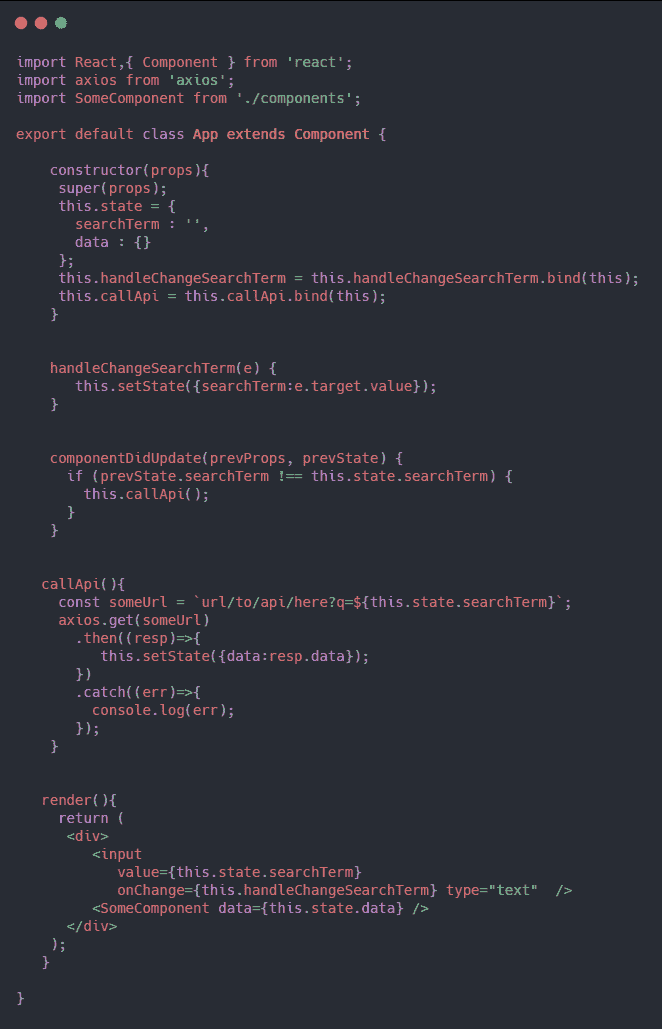 import React,{ Component } from 'react';
import axios from 'axios';
import SomeComponent from './components';
export default class App extends Component {
constructor(props){
super(props);
this.state = {
searchTerm : '',
data : {}
};
this.handleChangeSearchTerm = this.handleChangeSearchTerm.bind(this);
this.callApi = this.callApi.bind(this);
}
handleChangeSearchTerm(e) {
this.setState({searchTerm:e.target.value});
}
componentDidUpdate(prevProps, prevState) {
if (prevState.searchTerm !== this.state.searchTerm) {
this.callApi();
}
}
callApi(){
const someUrl = `url/to/api/here?q=${this.state.searchTerm}`;
axios.get(someUrl)
.then((resp)=>{
this.setState({data:resp.data});
})
.catch((err)=>{
console.log(err);
});
}
render(){
return (
<div>
<input
value={this.state.searchTerm}
onChange={this.handleChangeSearchTerm} type="text"  />
<SomeComponent data={this.state.data} />
</div>
);
}
}